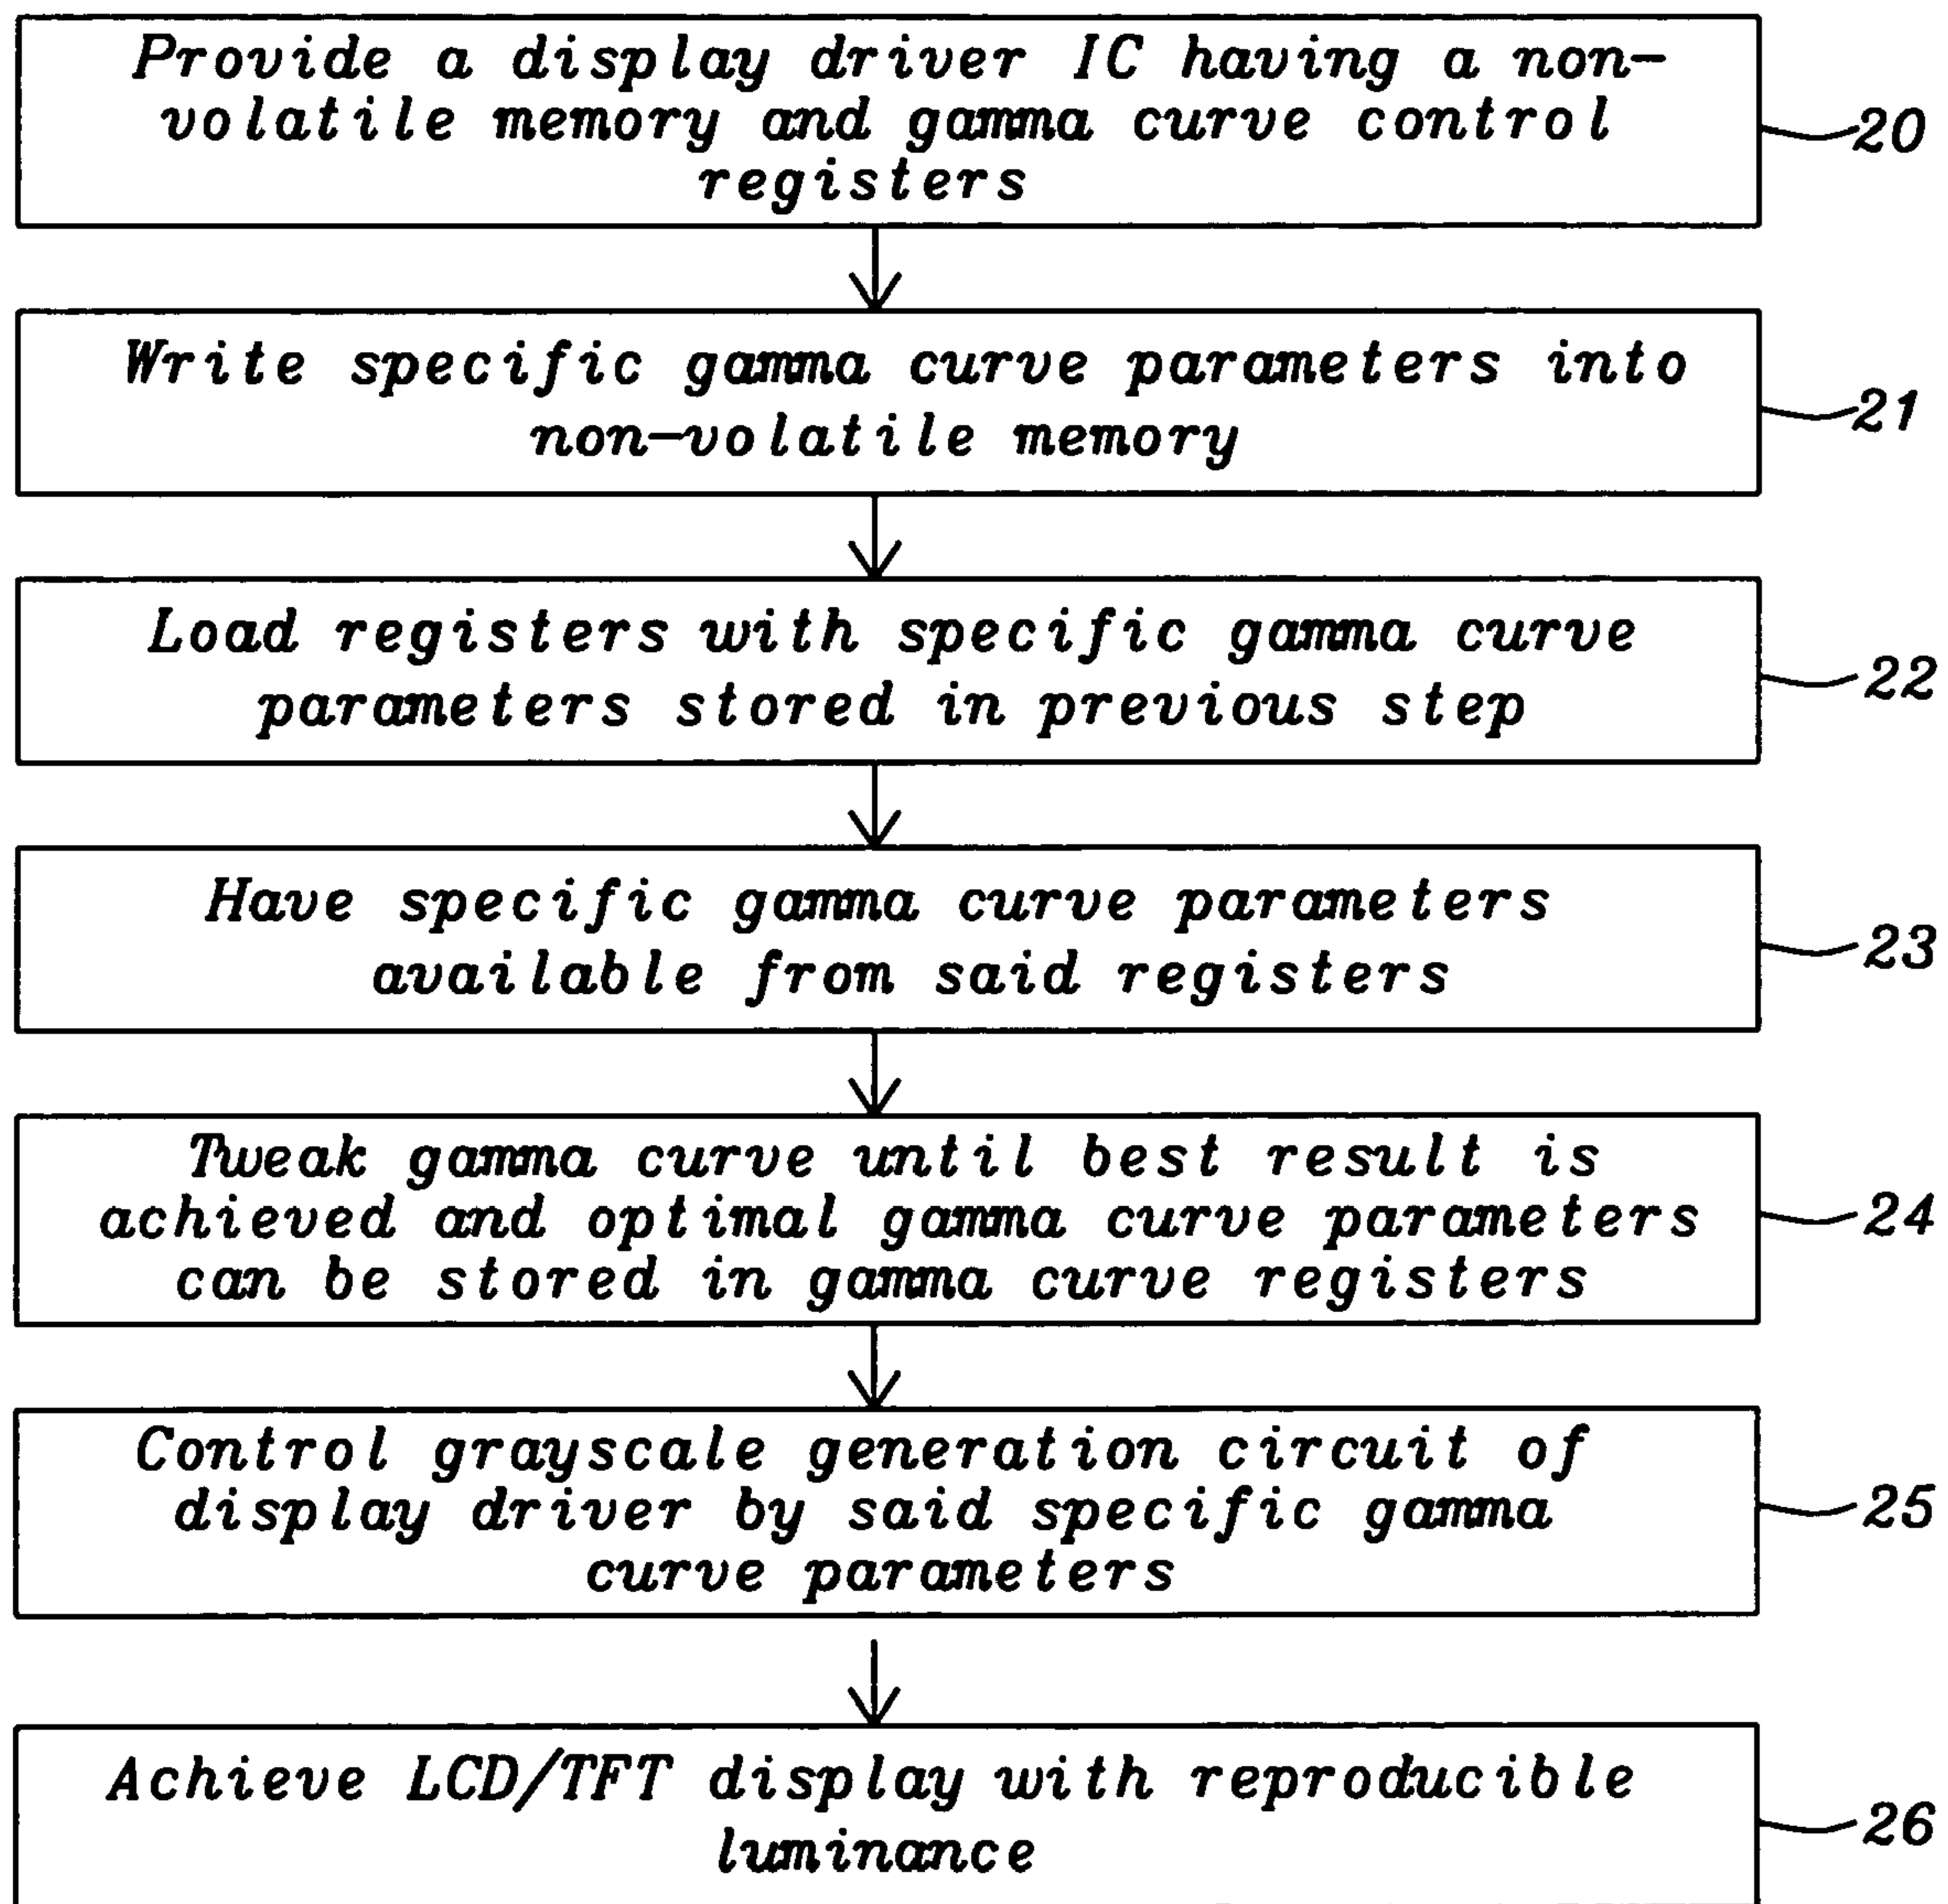 Provide a display driver IC having a non-
volatile memory and gamma curve control
registers
20
Write specific gamma curve parameters into
non-volatile memory
21
Load registers with specific gamma curve
parameters stored in previous step
22
Have specific gamma curve parameters
available from said registers
23
Tweak gamma curve until best result is
achieved and optimal gamma curve parameters
can be stored in gamma curve registers
24
Control grayscale generation circuit of
display driver by said specific gamma
curve parameters
25
Achieve LCD/TFT display with reproducible
luminance
26